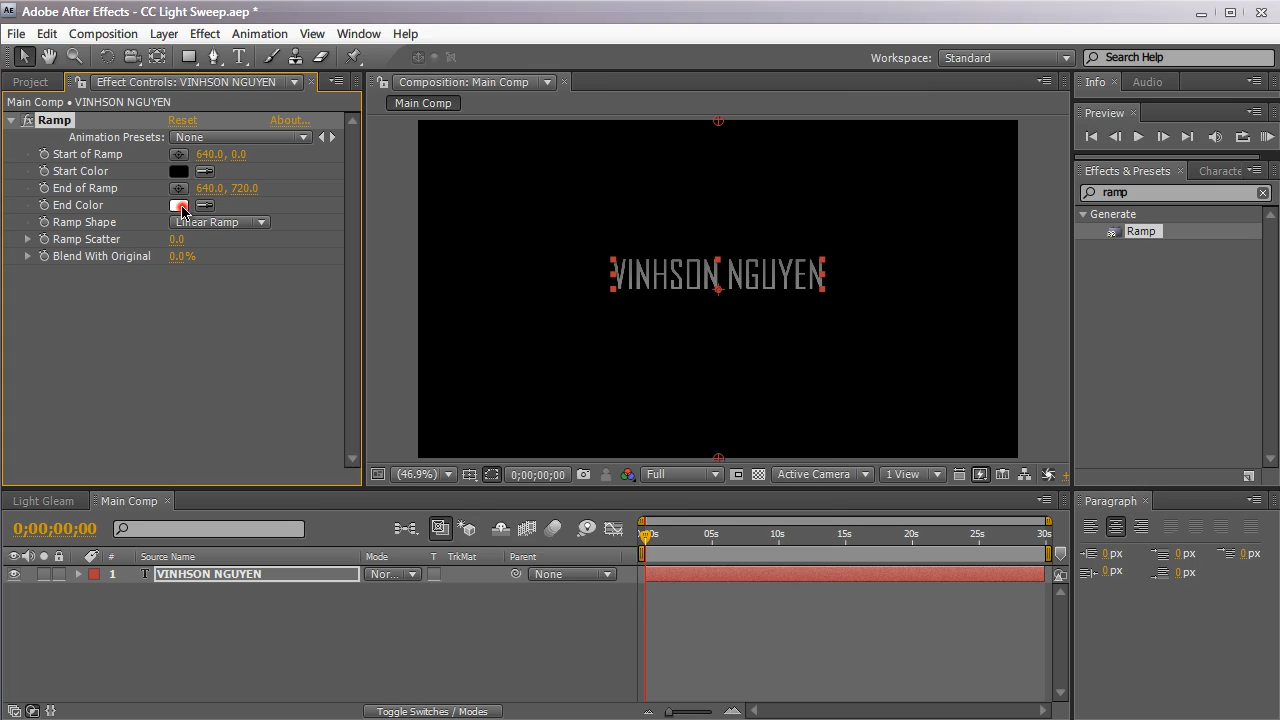 Adobe After Effects - CC Light Sweep.aep *
File Edit Composition Layer Effect Animation View Window Help
Workspace: Standard Search Help
Project Effect Controls: VINHSON NGUYEN
Composition: Main Comp
Info Audio
Main Comp • VINHSON NGUYEN
Main Comp
fx Ramp Reset About...
Animation Presets: None
Start of Ramp 640.0, 0.0
Start Color
End of Ramp 640.0, 720.0
End Color
Ramp Shape Linear Ramp
Ramp Scatter 0.0
Blend With Original 0.0%
Preview
Effects & Presets Characte
ramp
Generate
Ramp
VINHSON NGUYEN
(46.9%) 0;00;00;00 Full Active Camera 1 View
Light Gleam Main Comp
Paragraph
0;00;00;00
# Source Name Mode T TrkMat Parent
00s 05s 10s 15s 20s 25s 30s
1 T VINHSON NGUYEN Nor... None
0 px 0 px 0 px
0 px 0 px
Toggle Switches / Modes